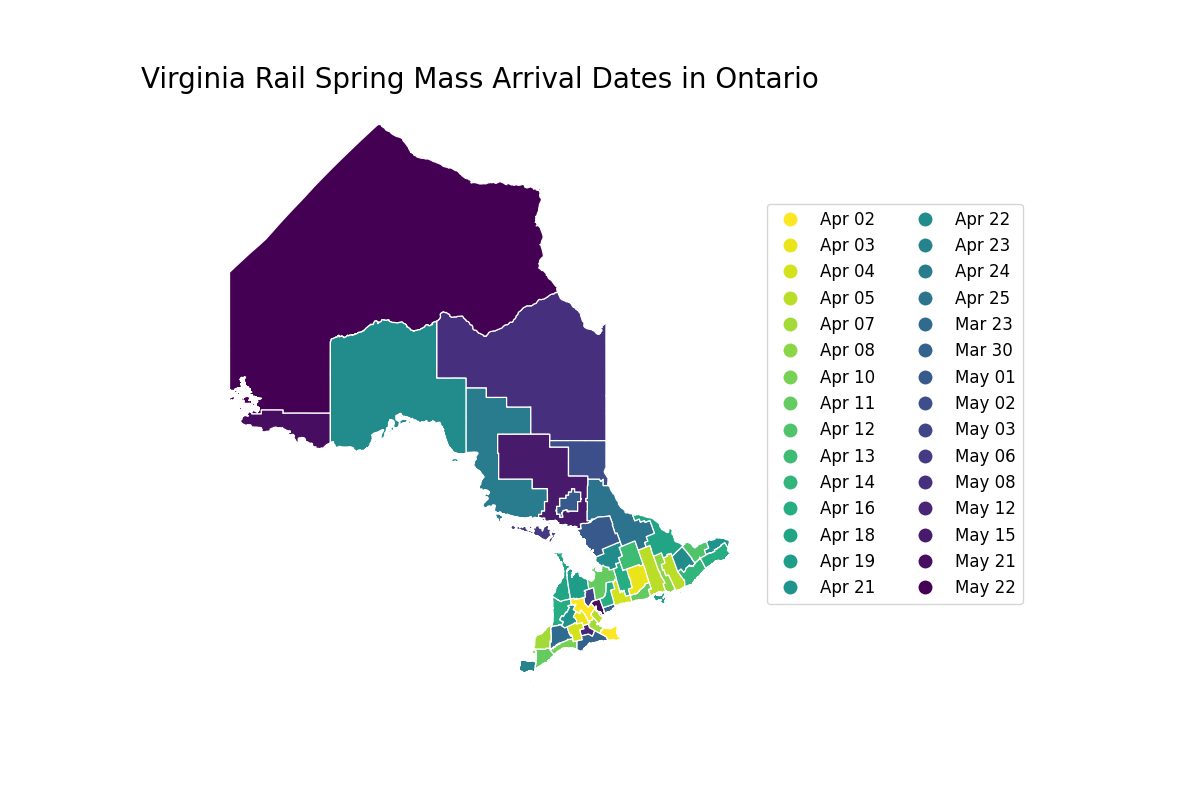 Virginia Rail Spring Mass Arrival Dates in Ontario
Apr 02
Apr 03
Apr 04
Apr 05
Apr 07
Apr 08
Apr 10
Apr 11
Apr 12
Apr 13
Apr 14
Apr 16
Apr 18
Apr 19
Apr 21
Apr 22
Apr 23
Apr 24
Apr 25
Mar 23
Mar 30
May 01
May 02
May 03
May 06
May 08
May 12
May 15
May 21
May 22